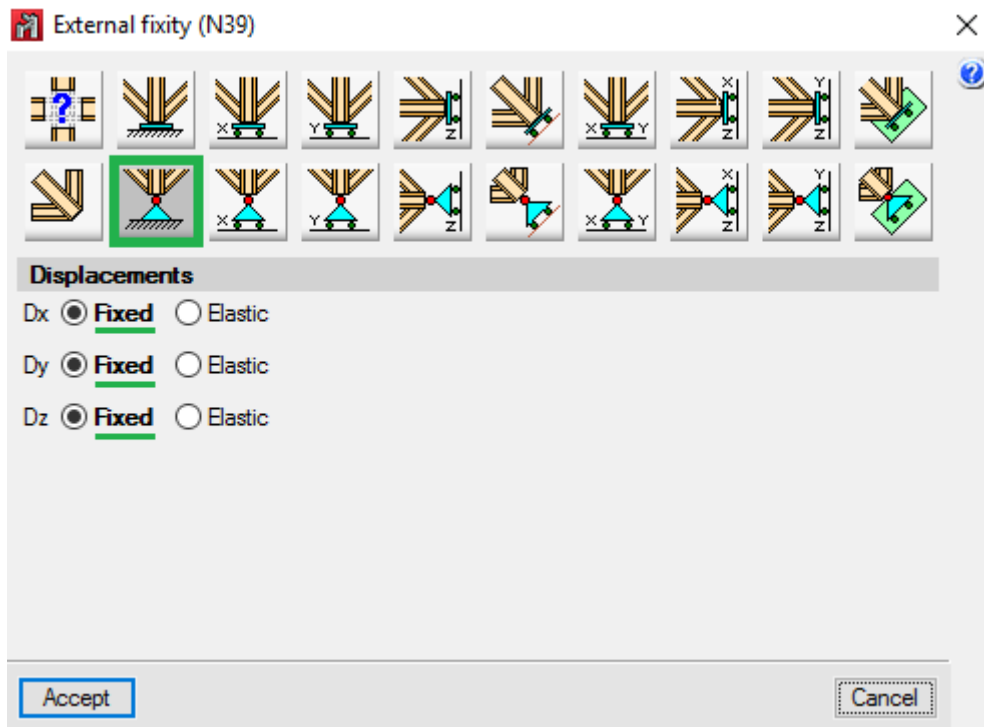 External fixity (N39)
?
?
X Y Z X Y X Z Y Z
X Y Z X Y X Z Y Z
Displacements
Dx Fixed Elastic
Dy Fixed Elastic
Dz Fixed Elastic
Accept Cancel